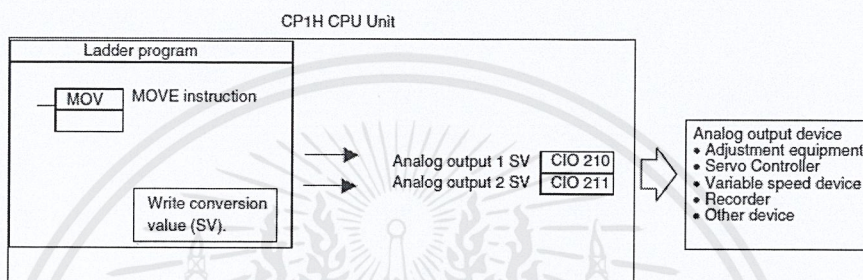 CP1H CPU Unit
Ladder program
MOV MOVE instruction
Write conversion
value (SV).
Analog output 1 SV CIO 210
Analog output 2 SV CIO 211
Analog output device
• Adjustment equipment
• Servo Controller
• Variable speed device
• Recorder
• Other device